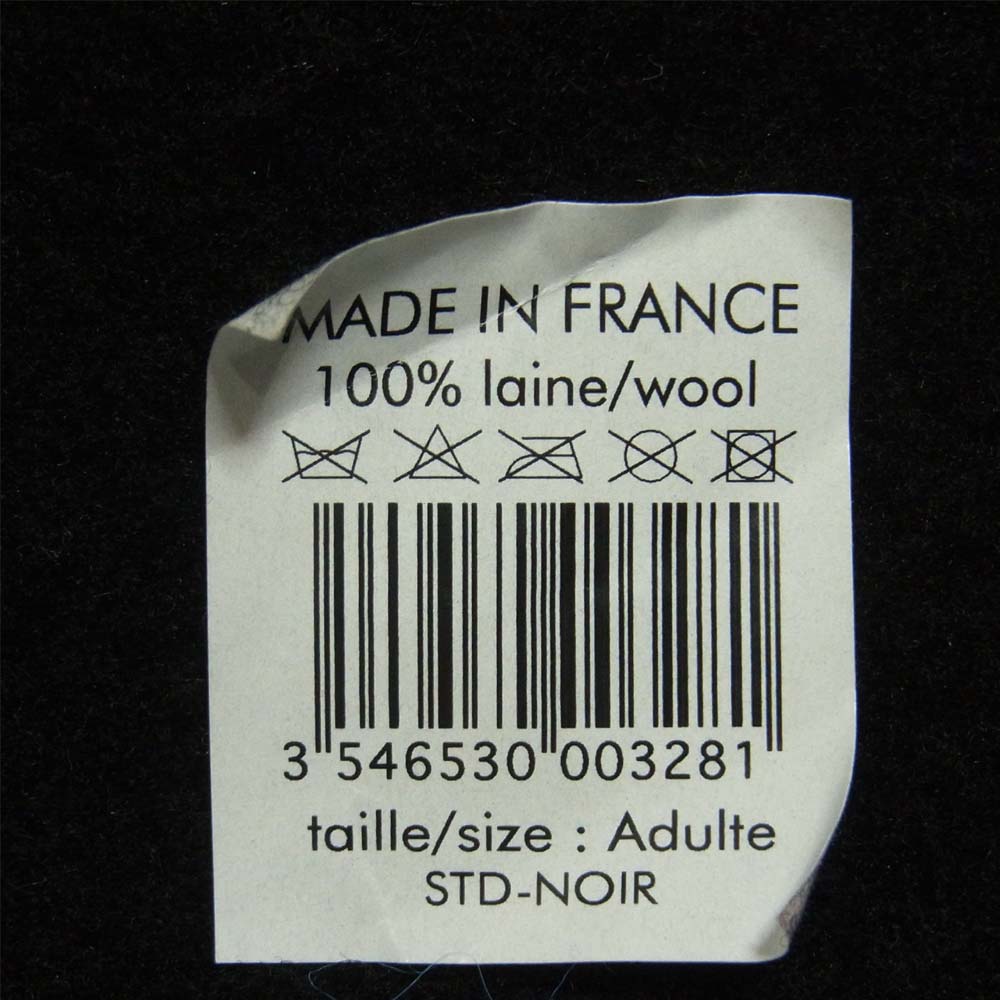 MADE IN FRANCE
100% laine/wool
3 546530 003281
taille/size : Adulte
STD-NOIR